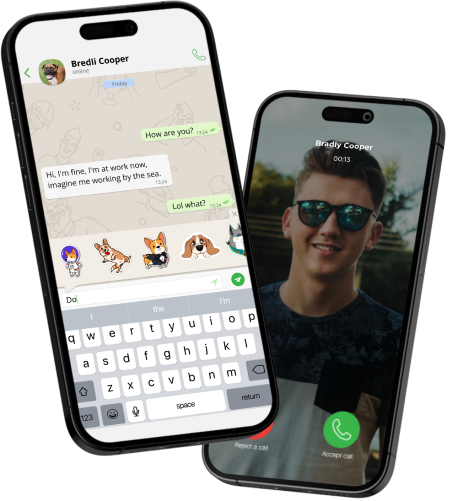 Bredli Cooper
online
Friday
How are you?
13:24
Hi, I'm fine, I'm at work now,
imagine me working by the sea.
13:24
Lol what?
13:24
Do
I the I'm
q w e r t y u i o p
a s d f g h j k l
z x c v b n m
123 space return
Bradly Cooper
00:13
Reject a call
Accept call